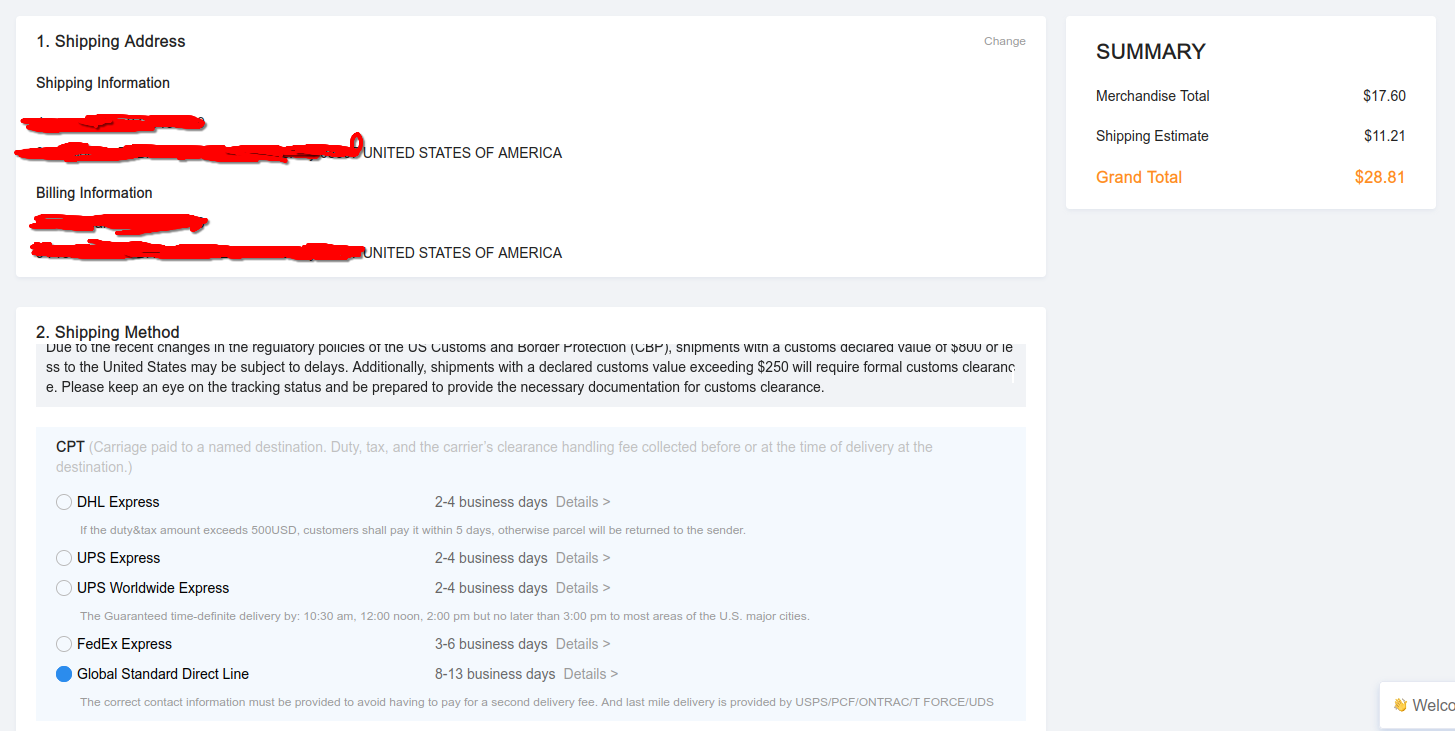 1. Shipping Address
Change
Shipping Information
UNITED STATES OF AMERICA
Billing Information
UNITED STATES OF AMERICA
SUMMARY
Merchandise Total $17.60
Shipping Estimate $11.21
Grand Total $28.81
2. Shipping Method
Due to the recent changes in the regulatory policies of the US Customs and Border Protection (CBP), shipments with a customs declared value of $800 or le
ss to the United States may be subject to delays. Additionally, shipments with a declared customs value exceeding $250 will require formal customs clearanc
e. Please keep an eye on the tracking status and be prepared to provide the necessary documentation for customs clearance.
CPT (Carriage paid to a named destination. Duty, tax, and the carrier's clearance handling fee collected before or at the time of delivery at the
destination.)
DHL Express 2-4 business days Details >
If the duty&tax amount exceeds 500USD, customers shall pay it within 5 days, otherwise parcel will be returned to the sender.
UPS Express 2-4 business days Details >
UPS Worldwide Express 2-4 business days Details >
The Guaranteed time-definite delivery by: 10:30 am, 12:00 noon, 2:00 pm but no later than 3:00 pm to most areas of the U.S. major cities.
FedEx Express 3-6 business days Details >
Global Standard Direct Line 8-13 business days Details >
The correct contact information must be provided to avoid having to pay for a second delivery fee. And last mile delivery is provided by USPS/PCF/ONTRAC/T FORCE/UDS
👋 Welco